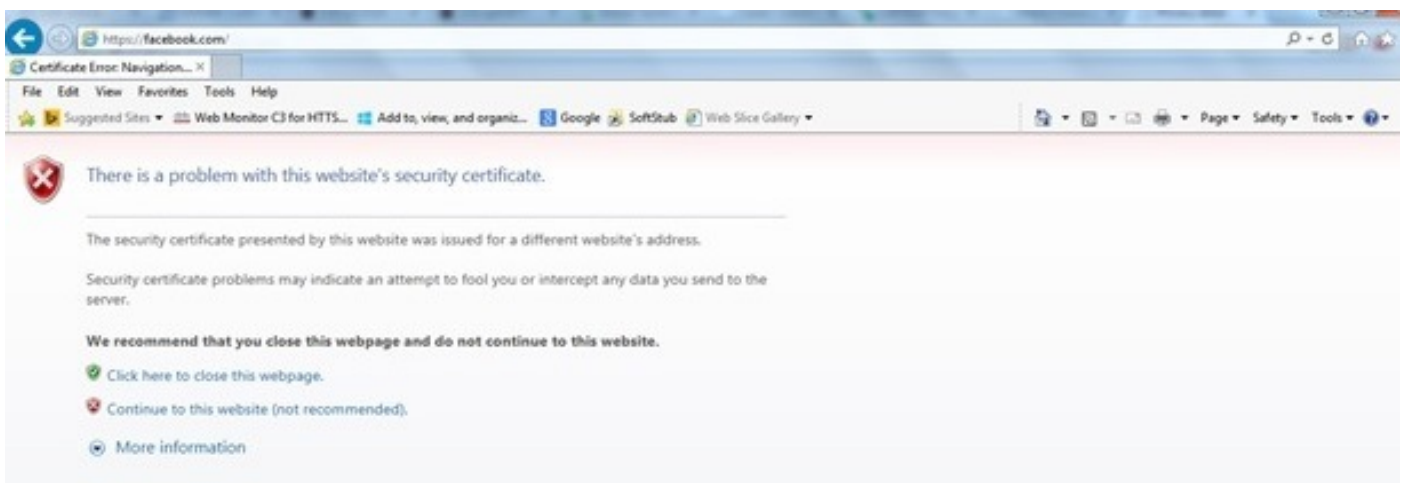 https://facebook.com/
Certificate Error: Navigation...
File Edit View Favorites Tools Help
Suggested Sites Web Monitor C3 for HTTS... Add to, view, and organiz... Google SoftStub Web Slice Gallery Page Safety Tools
There is a problem with this website's security certificate.
The security certificate presented by this website was issued for a different website's address.
Security certificate problems may indicate an attempt to fool you or intercept any data you send to the
server.
We recommend that you close this webpage and do not continue to this website.
Click here to close this webpage.
Continue to this website (not recommended).
More information